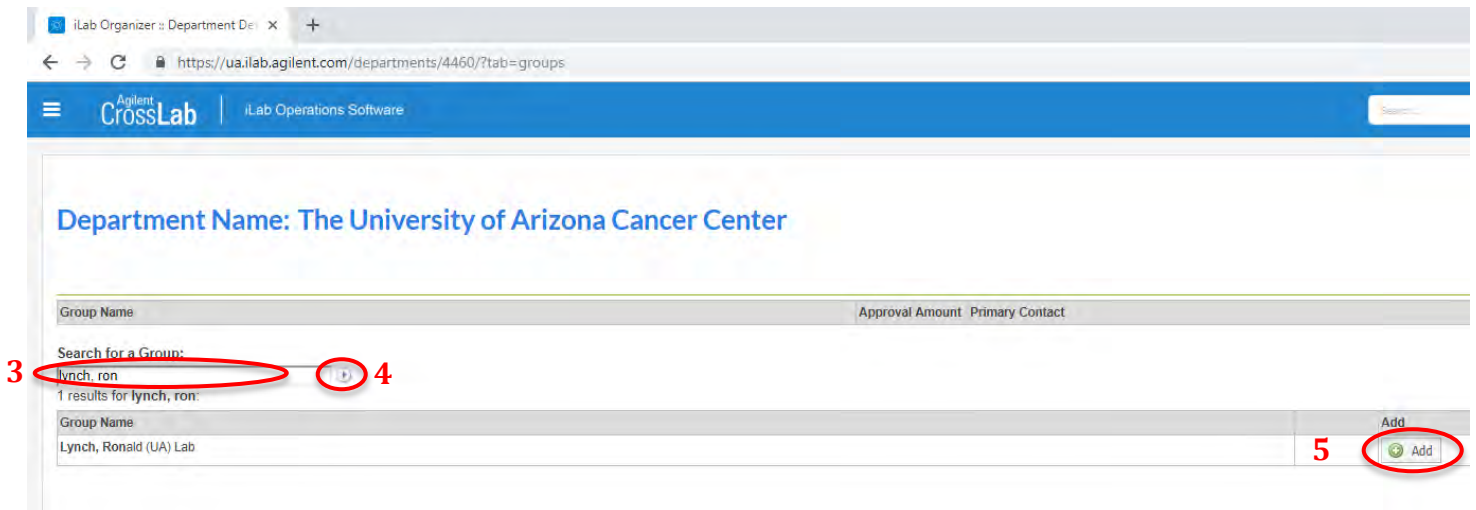 iLab Organizer :: Department De
https://ua.ilab.agilent.com/departments/4460/?tab=groups
Agilent
CrossLab
iLab Operations Software
Search
Department Name: The University of Arizona Cancer Center
Group Name Approval Amount Primary Contact
Search for a Group:
3 lynch, ron 4
1 results for lynch, ron:
Group Name Add
Lynch, Ronald (UA) Lab 5 Add